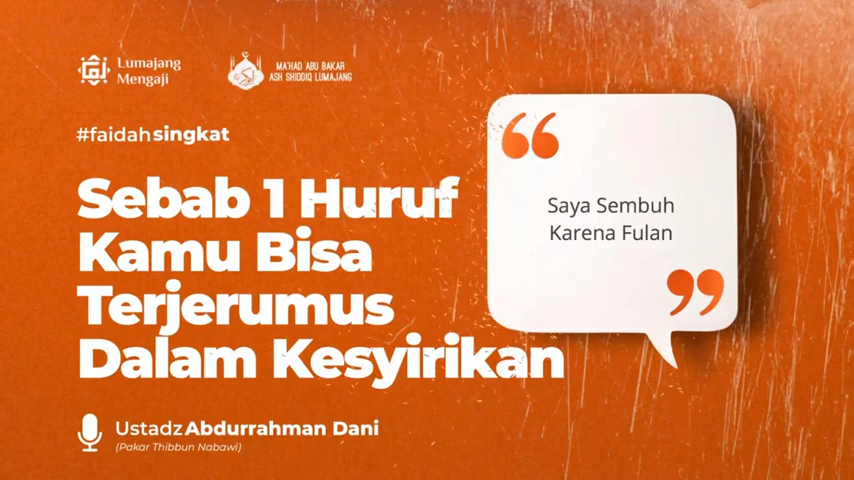 Lumajang
Mengaji
MA'HAD ABU BAKAR
ASH SHIDDIQ LUMAJANG
#faidahsingkat
Sebab 1 Huruf
Kamu Bisa
Terjerumus
Dalam Kesyirikan
“
Saya Sembuh
Karena Fulan
”
Ustadz Abdurrahman Dani
(Pakar Thibbun Nabawi)